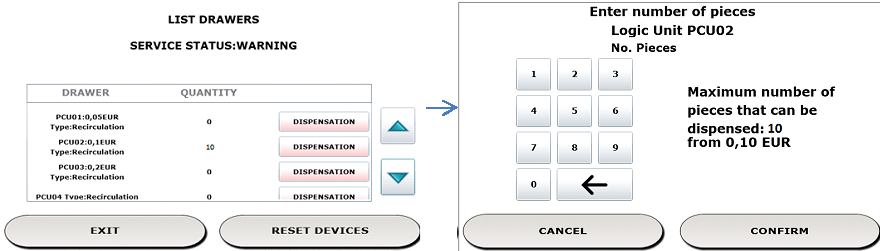 LIST DRAWERS
SERVICE STATUS:WARNING
DRAWER QUANTITY
PCU01:0,05EUR
Type:Recirculation
0
DISPENSATION
PCU02:0,1EUR
Type:Recirculation
10
DISPENSATION
PCU03:0,2EUR
Type:Recirculation
0
DISPENSATION
PCU04 Type:Recirculation
0
DISPENSATION
EXIT
RESET DEVICES
Enter number of pieces
Logic Unit PCU02
No. Pieces
1 2 3
4 5 6
7 8 9
0
Maximum number of
pieces that can be
dispensed: 10
from 0,10 EUR
CANCEL
CONFIRM